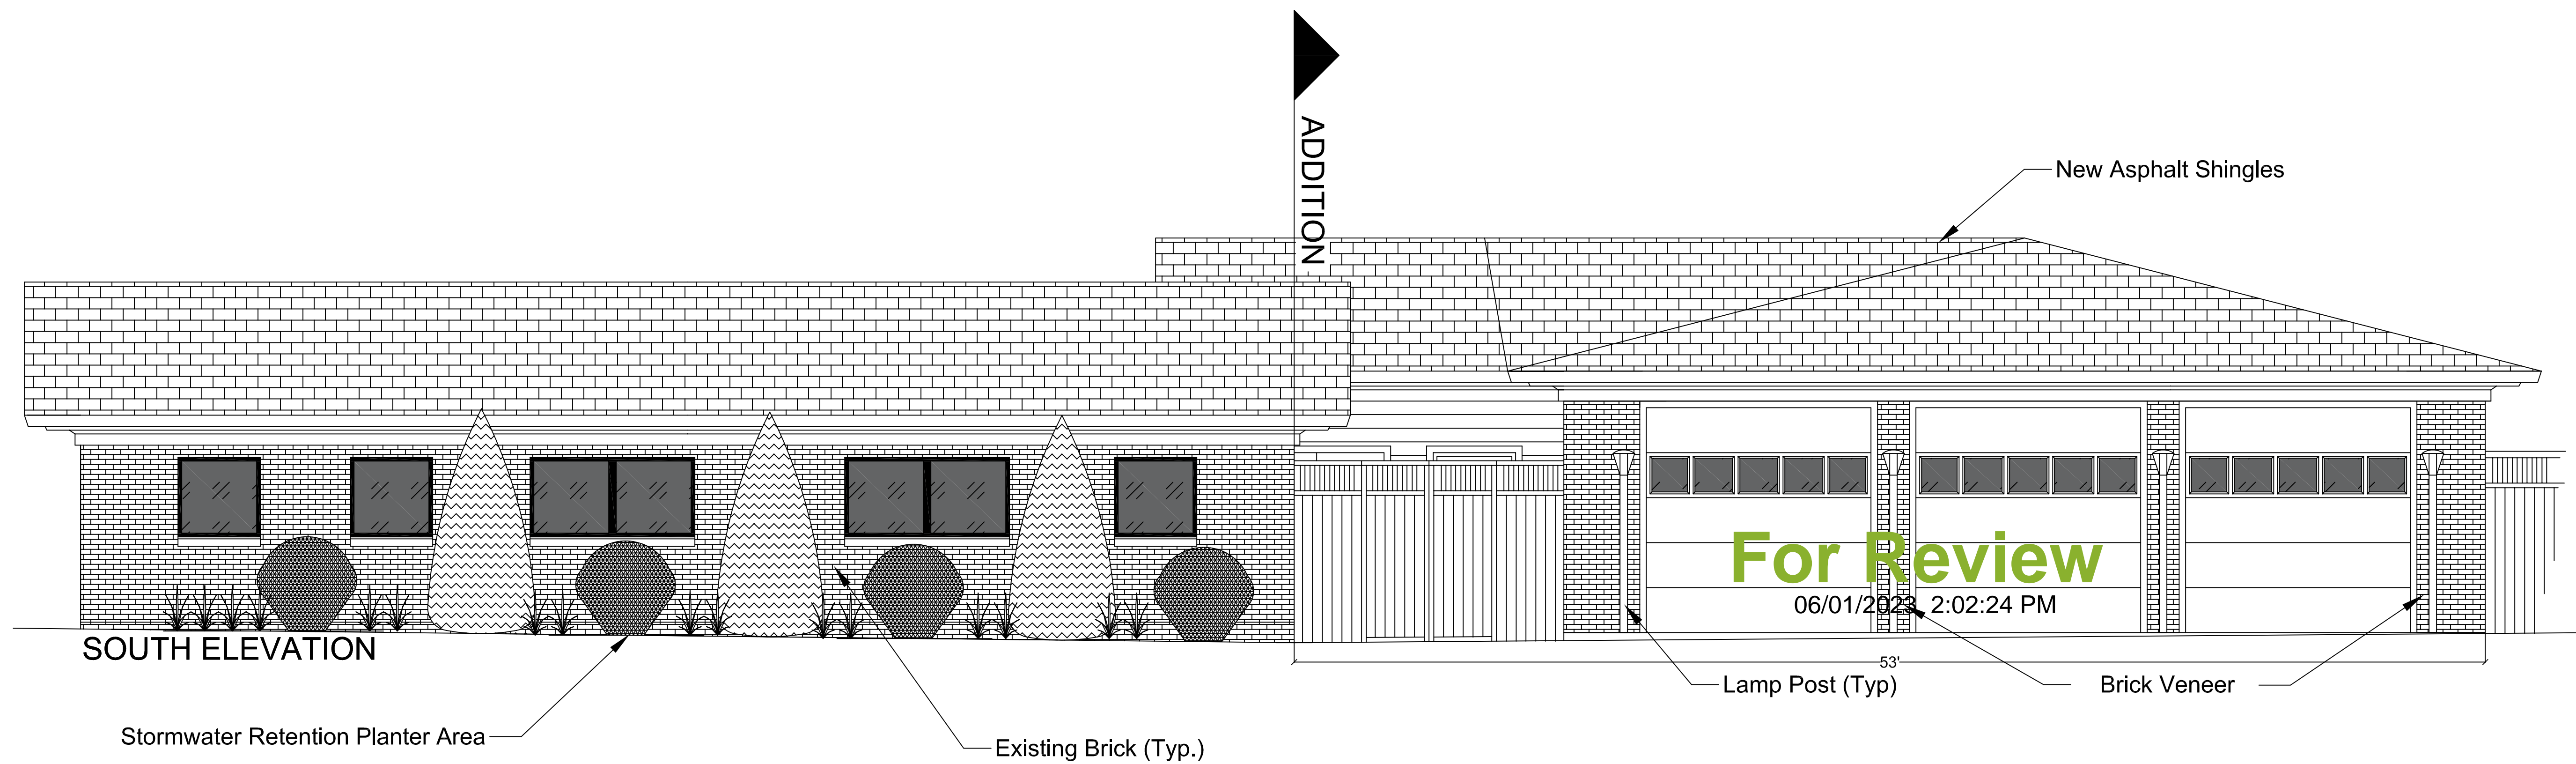 ADDITION
New Asphalt Shingles
For Review
06/01/2023 2:02:24 PM
SOUTH ELEVATION
53'
Lamp Post (Typ)
Brick Veneer
Stormwater Retention Planter Area
Existing Brick (Typ.)